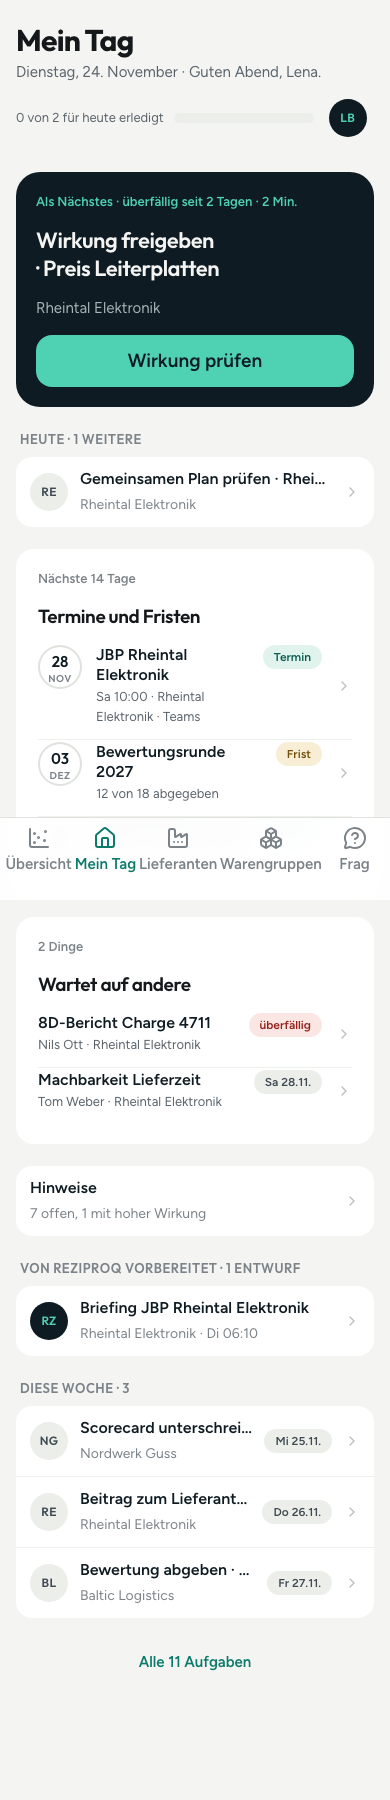 Mein Tag
Dienstag, 24. November · Guten Abend, Lena.
0 von 2 für heute erledigt
LB
Als Nächstes · überfällig seit 2 Tagen · 2 Min.
Wirkung freigeben
· Preis Leiterplatten
Rheintal Elektronik
Wirkung prüfen
HEUTE · 1 WEITERE
RE
Gemeinsamen Plan prüfen · Rhei…
Rheintal Elektronik
Nächste 14 Tage
Termine und Fristen
28
NOV
JBP Rheintal
Elektronik
Termin
Sa 10:00 · Rheintal
Elektronik · Teams
03
DEZ
Bewertungsrunde
2027
Frist
12 von 18 abgegeben
Übersicht Mein Tag Lieferanten Warengruppen Frag
2 Dinge
Wartet auf andere
8D-Bericht Charge 4711
überfällig
Nils Ott · Rheintal Elektronik
Machbarkeit Lieferzeit
Sa 28.11.
Tom Weber · Rheintal Elektronik
Hinweise
7 offen, 1 mit hoher Wirkung
VON REZIPROQ VORBEREITET · 1 ENTWURF
RZ
Briefing JBP Rheintal Elektronik
Rheintal Elektronik · Di 06:10
DIESE WOCHE · 3
NG
Scorecard unterschrei…
Nordwerk Guss
Mi 25.11.
RE
Beitrag zum Lieferant…
Rheintal Elektronik
Do 26.11.
BL
Bewertung abgeben · …
Baltic Logistics
Fr 27.11.
Alle 11 Aufgaben